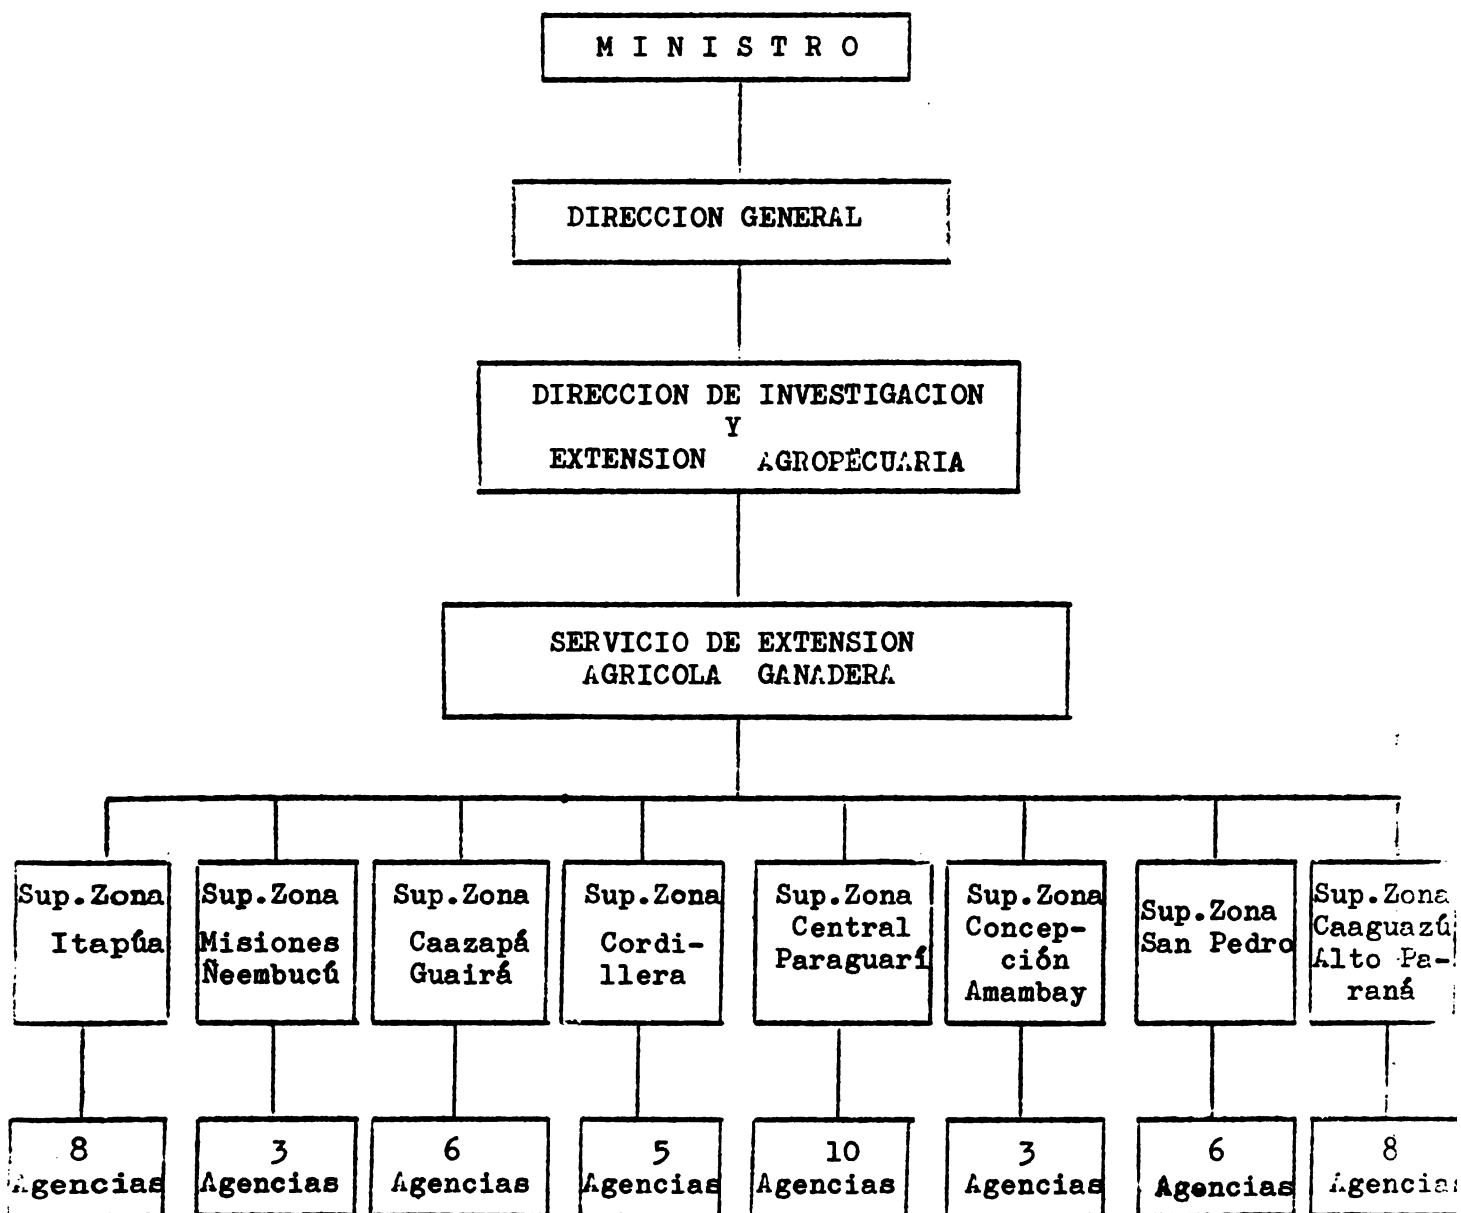 M I N I S T R O
DIRECCION GENERAL
DIRECCION DE INVESTIGACION
Y
EXTENSION AGROPECUARIA
SERVICIO DE EXTENSION
AGRICOLA GANADERA
Sup.Zona
Itapúa
Sup.Zona
Misiones
Ñeembucú
Sup.Zona
Caazapá
Guairá
Sup.Zona
Cordi-
llera
Sup.Zona
Central
Paraguarí
Sup.Zona
Concep-
ción
Amambay
Sup.Zona
San Pedro
Sup.Zona
Caaguazú
Alto Pa-
raná
8
Agencias
3
Agencias
6
Agencias
5
Agencias
10
Agencias
3
Agencias
6
Agencias
8
Agencias